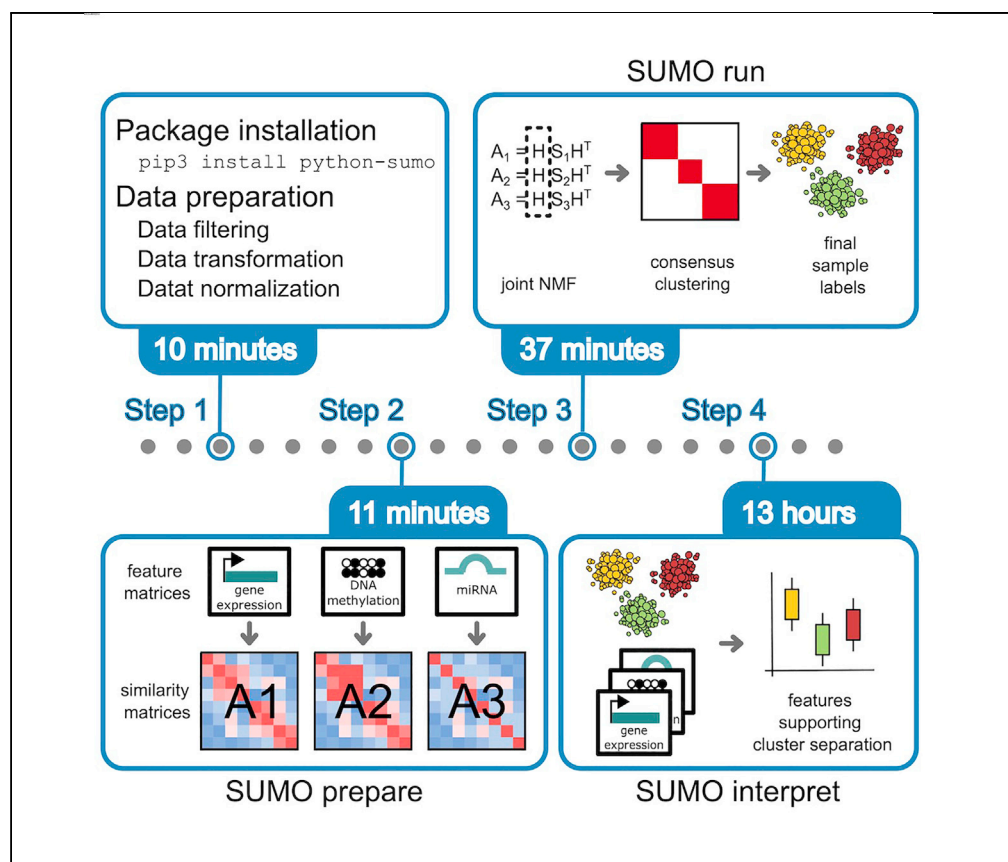 SUMO run
Package installation
pip3 install python-sumo
Data preparation
Data filtering
Data transformation
Datat normalization
A1 = H S1HT
A2 = H S2HT
A3 = H S3HT
joint NMF
consensus
clustering
final
sample
labels
10 minutes
37 minutes
Step 1
Step 2
Step 3
Step 4
11 minutes
13 hours
feature
matrices
gene
expression
DNA
methylation
miRNA
similarity
matrices
A1
A2
A3
gene
expression
n
features
supporting
cluster separation
SUMO prepare
SUMO interpret